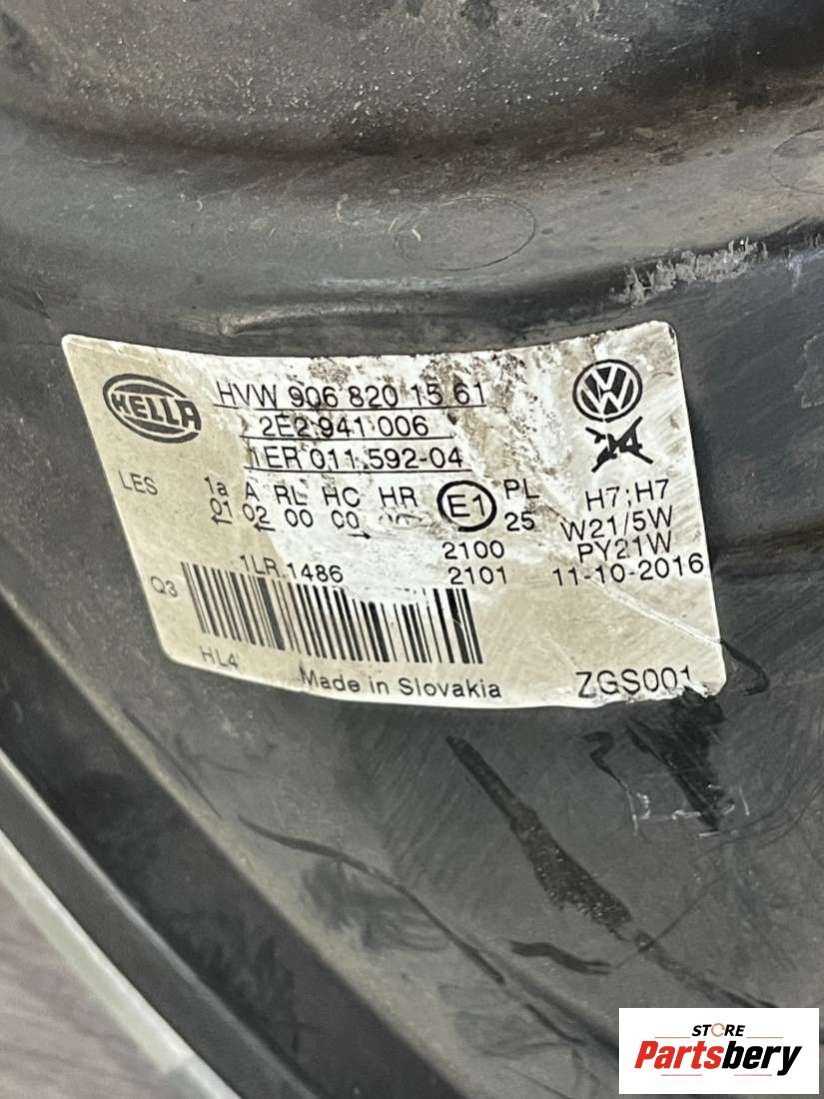 HELLA
HVW 906 820 15 61
2E2 941 006
1ER 011 592-04
LES
1a A RL HC HR E1 PL
01 02 00 00 25
H7;H7
W21/5W
PY21W
2100
2101
11-10-2016
1LR.1486
Q3
HL4
Made in Slovakia
ZGS001
STORE
Partsbery